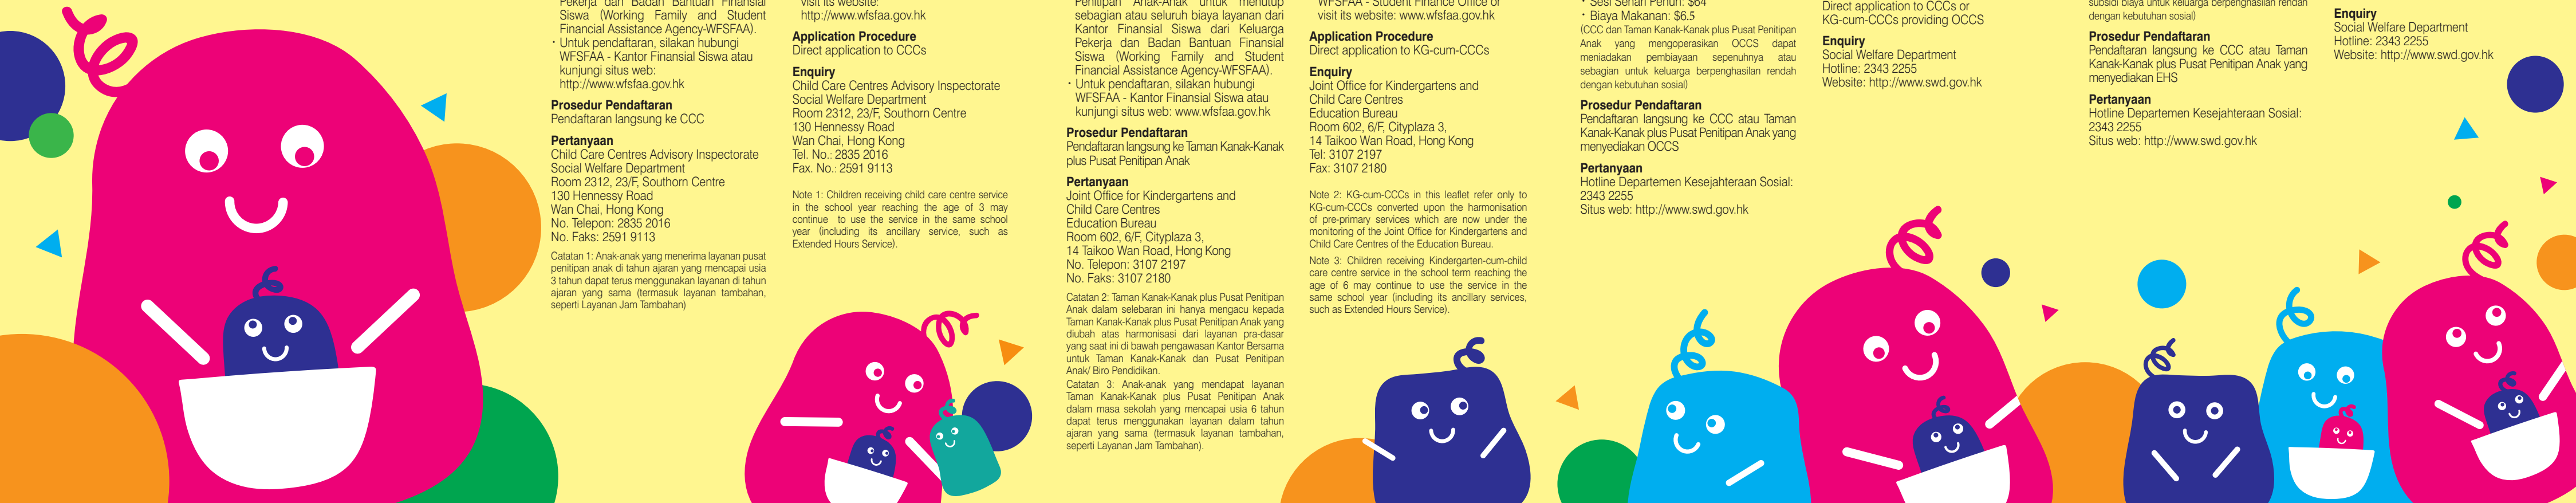 Pekerja dan Badan Bantuan Finansial
Siswa (Working Family and Student
Financial Assistance Agency-WFSFAA).
· Untuk pendaftaran, silakan hubungi
WFSFAA - Kantor Finansial Siswa atau
kunjungi situs web:
http://www.wfsfaa.gov.hk
Prosedur Pendaftaran
Pendaftaran langsung ke CCC
Pertanyaan
Child Care Centres Advisory Inspectorate
Social Welfare Department
Room 2312, 23/F, Southorn Centre
130 Hennessy Road
Wan Chai, Hong Kong
No. Telepon: 2835 2016
No. Faks: 2591 9113
Catatan 1: Anak-anak yang menerima layanan pusat
penitipan anak di tahun ajaran yang mencapai usia
3 tahun dapat terus menggunakan layanan di tahun
ajaran yang sama (termasuk layanan tambahan,
seperti Layanan Jam Tambahan)
visit its website:
http://www.wfsfaa.gov.hk
Application Procedure
Direct application to CCCs
Enquiry
Child Care Centres Advisory Inspectorate
Social Welfare Department
Room 2312, 23/F, Southorn Centre
130 Hennessy Road
Wan Chai, Hong Kong
Tel. No.: 2835 2016
Fax. No.: 2591 9113
Note 1: Children receiving child care centre service
in the school year reaching the age of 3 may
continue to use the service in the same school
year (including its ancillary service, such as
Extended Hours Service).
Penitipan Anak-Anak untuk menutup
sebagian atau seluruh biaya layanan dari
Kantor Finansial Siswa dari Keluarga
Pekerja dan Badan Bantuan Finansial
Siswa (Working Family and Student
Financial Assistance Agency-WFSFAA).
· Untuk pendaftaran, silakan hubungi
WFSFAA - Kantor Finansial Siswa atau
kunjungi situs web: www.wfsfaa.gov.hk
Prosedur Pendaftaran
Pendaftaran langsung ke Taman Kanak-Kanak
plus Pusat Penitipan Anak
Pertanyaan
Joint Office for Kindergartens and
Child Care Centres
Education Bureau
Room 602, 6/F, Cityplaza 3,
14 Taikoo Wan Road, Hong Kong
No. Telepon: 3107 2197
No. Faks: 3107 2180
Catatan 2: Taman Kanak-Kanak plus Pusat Penitipan
Anak dalam selebaran ini hanya mengacu kepada
Taman Kanak-Kanak plus Pusat Penitipan Anak yang
diubah atas harmonisasi dari layanan pra-dasar
yang saat ini di bawah pengawasan Kantor Bersama
untuk Taman Kanak-Kanak dan Pusat Penitipan
Anak/ Biro Pendidikan.
Catatan 3: Anak-anak yang mendapat layanan
Taman Kanak-Kanak plus Pusat Penitipan Anak
dalam masa sekolah yang mencapai usia 6 tahun
dapat terus menggunakan layanan dalam tahun
ajaran yang sama (termasuk layanan tambahan,
seperti Layanan Jam Tambahan).
WFSFAA - Student Finance Office or
visit its website: www.wfsfaa.gov.hk
Application Procedure
Direct application to KG-cum-CCCs
Enquiry
Joint Office for Kindergartens and
Child Care Centres
Education Bureau
Room 602, 6/F, Cityplaza 3,
14 Taikoo Wan Road, Hong Kong
Tel: 3107 2197
Fax: 3107 2180
Note 2: KG-cum-CCCs in this leaflet refer only to
KG-cum-CCCs converted upon the harmonisation
of pre-primary services which are now under the
monitoring of the Joint Office for Kindergartens and
Child Care Centres of the Education Bureau.
Note 3: Children receiving Kindergarten-cum-child
care centre service in the school term reaching the
age of 6 may continue to use the service in the
same school year (including its ancillary services,
such as Extended Hours Service).
· Sesi Sehari Penuh: $64
· Biaya Makanan: $6.5
(CCC dan Taman Kanak-Kanak plus Pusat Penitipan
Anak yang mengoperasikan OCCS dapat
meniadakan pembiayaan sepenuhnya atau
sebagian untuk keluarga berpenghasilan rendah
dengan kebutuhan sosial)
Prosedur Pendaftaran
Pendaftaran langsung ke CCC atau Taman
Kanak-Kanak plus Pusat Penitipan Anak yang
menyediakan OCCS
Pertanyaan
Hotline Departemen Kesejahteraan Sosial:
2343 2255
Situs web: http://www.swd.gov.hk
Direct application to CCCs or
KG-cum-CCCs providing OCCS
Enquiry
Social Welfare Department
Hotline: 2343 2255
Website: http://www.swd.gov.hk
subsidi biaya untuk keluarga berpenghasilan rendah
dengan kebutuhan sosial)
Prosedur Pendaftaran
Pendaftaran langsung ke CCC atau Taman
Kanak-Kanak plus Pusat Penitipan Anak yang
menyediakan EHS
Pertanyaan
Hotline Departemen Kesejahteraan Sosial:
2343 2255
Situs web: http://www.swd.gov.hk
Enquiry
Social Welfare Department
Hotline: 2343 2255
Website: http://www.swd.gov.hk